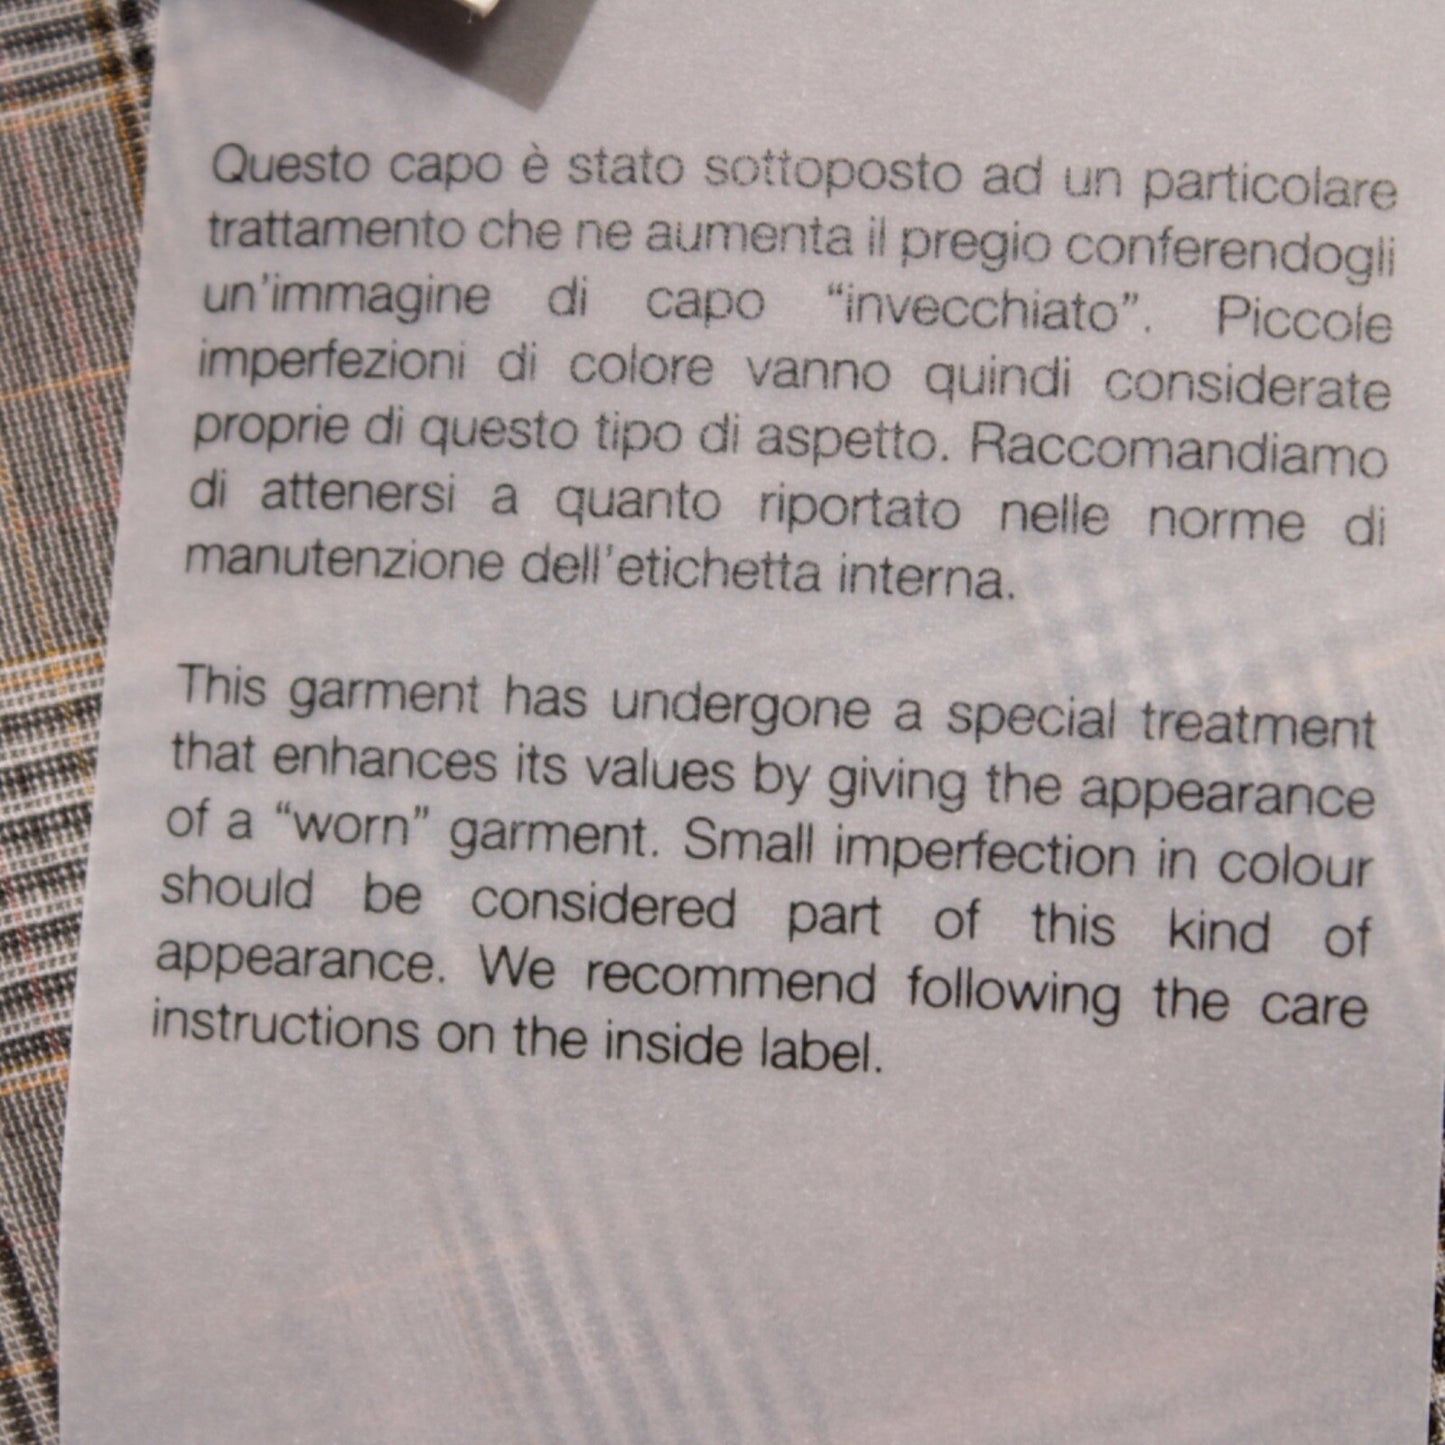 Questo capo è stato sottoposto ad un particolare
trattamento che ne aumenta il pregio conferendogli
un'immagine di capo “invecchiato”. Piccole
imperfezioni di colore vanno quindi considerate
proprie di questo tipo di aspetto. Raccomandiamo
di attenersi a quanto riportato nelle norme di
manutenzione dell'etichetta interna.
This garment has undergone a special treatment
that enhances its values by giving the appearance
of a “worn” garment. Small imperfection in colour
should be considered part of this kind of
appearance. We recommend following the care
instructions on the inside label.